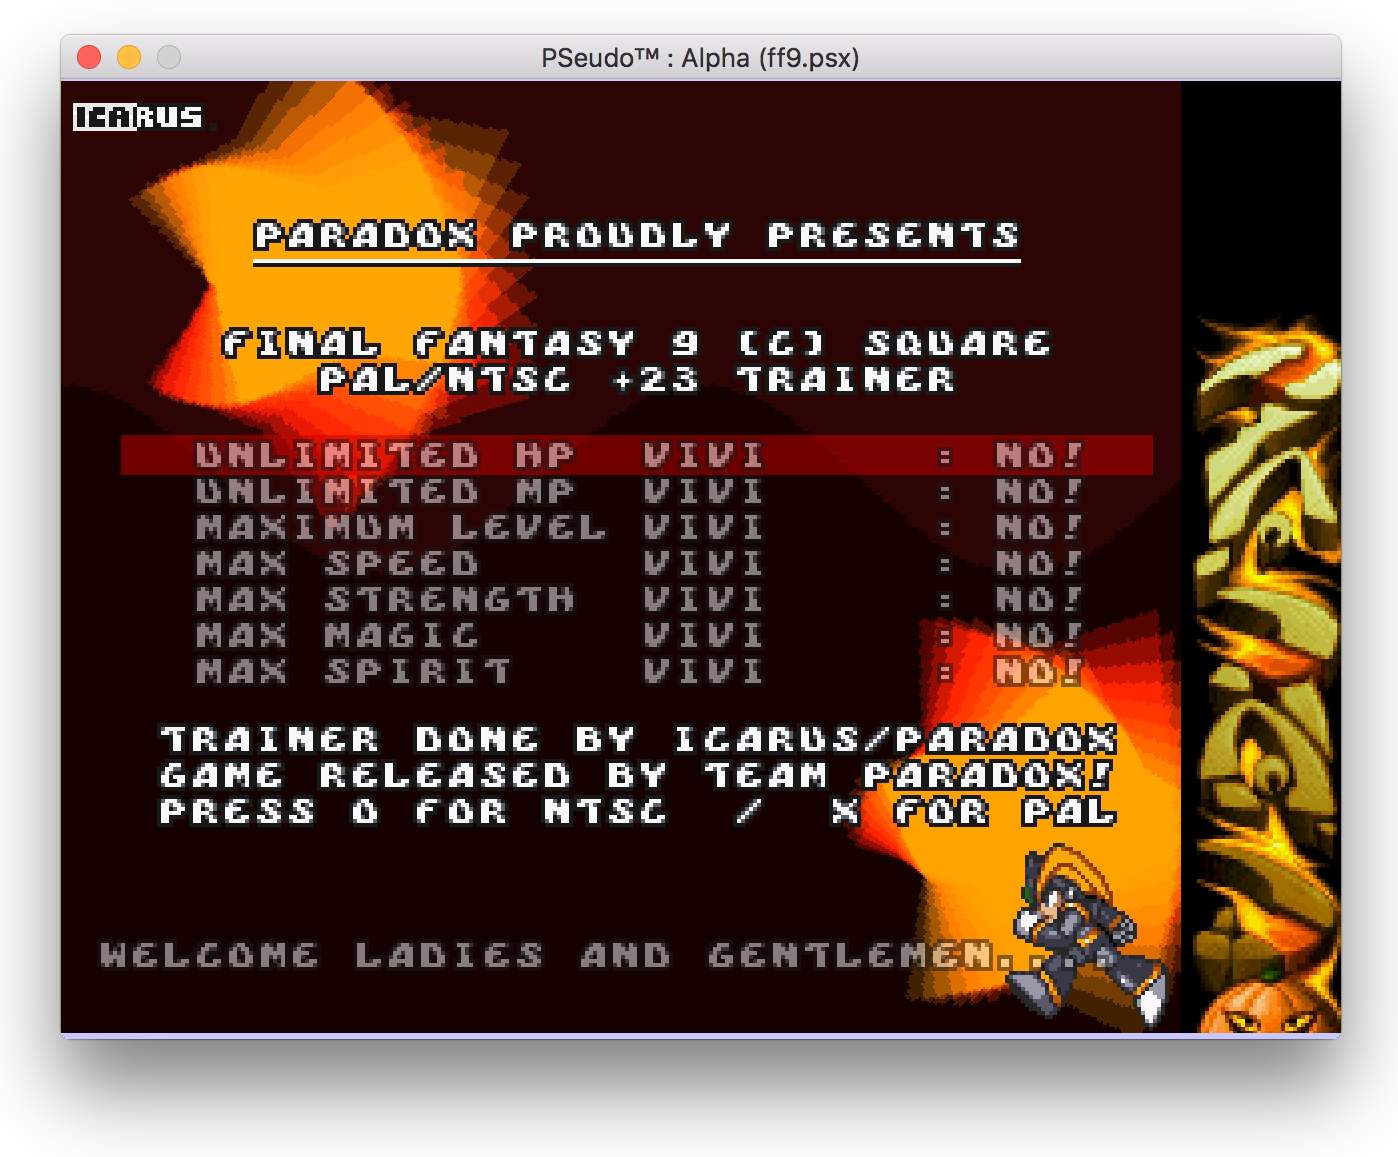 PSeudo™ : Alpha (ff9.psx)
ICARUS
PARADOX PROUDLY PRESENTS
FINAL FANTASY 9 (C) SQUARE
PAL/NTSC +23 TRAINER
UNLIMITED HP VIVI : NO!
UNLIMITED MP VIVI : NO!
MAXIMUM LEVEL VIVI : NO!
MAX SPEED VIVI : NO!
MAX STRENGTH VIVI : NO!
MAX MAGIC VIVI : NO!
MAX SPIRIT VIVI : NO!
TRAINER DONE BY ICARUS/PARADOX
GAME RELEASED BY TEAM PARADOX!
PRESS O FOR NTSC / X FOR PAL
WELCOME LADIES AND GENTLEMEN....